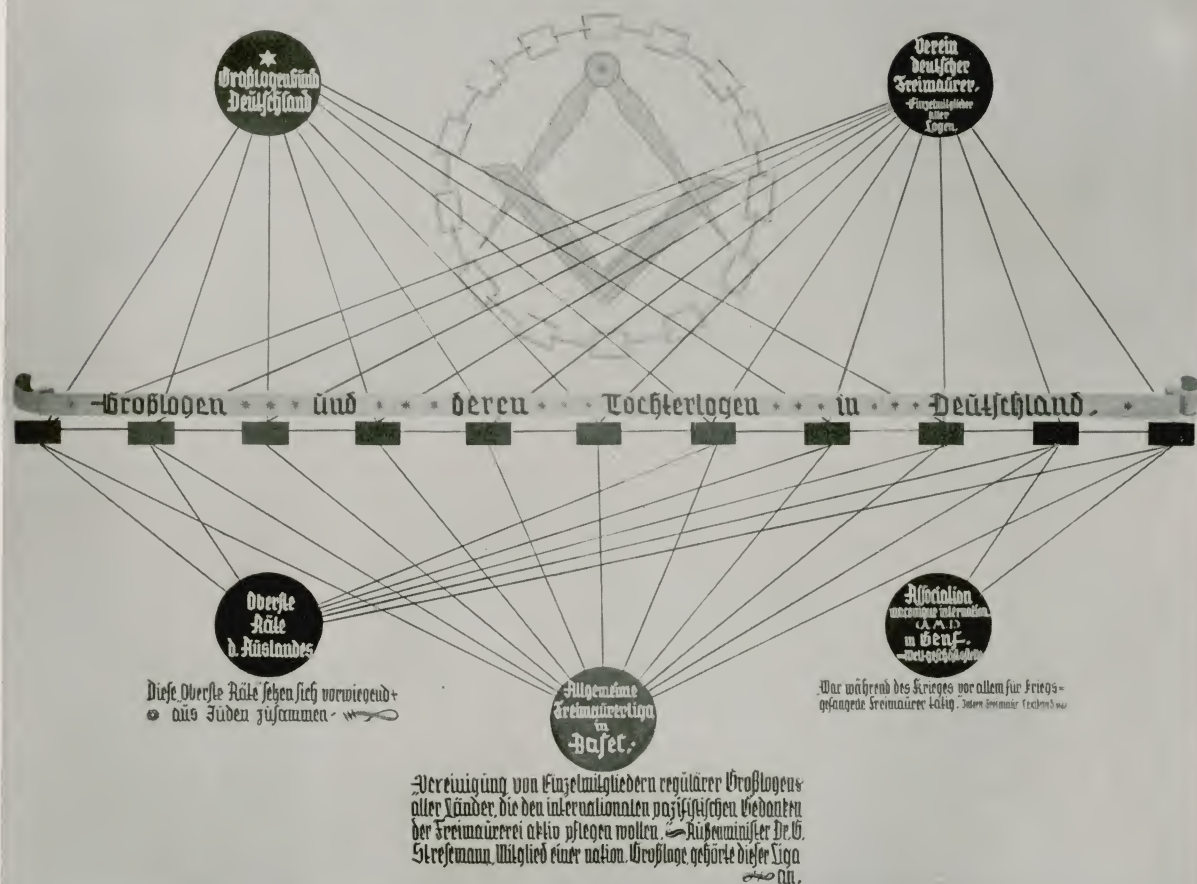 Großlogenbund
Deutschland
Verein
deutscher
Freimaurer.
-Einzelmitglieder
aller
Logen.
Großlogen und deren Tochterlogen in Deutschland.
Oberste
Räte
d. Auslandes
Association
internation.
(A.M.I)
in Genf.
-Welt-geschäftsstelle
Diese „Oberste Räte" setzen sich vorwiegend
aus Juden zusammen-
„War während des Krieges vor allem für Kriegs=
gefangene Freimaurer tätig."
Allgemeine
Freimaurerliga
in
Basel.
„Vereinigung von Einzelmitgliedern regulärer Großlogen
aller Länder, die den internationalen pazifistischen Gedanken
der Freimaurerei aktiv pflegen wollen. Außenminister Dr. G.
Stresemann, Mitglied einer nation. Großloge, gehörte dieser Liga
an.